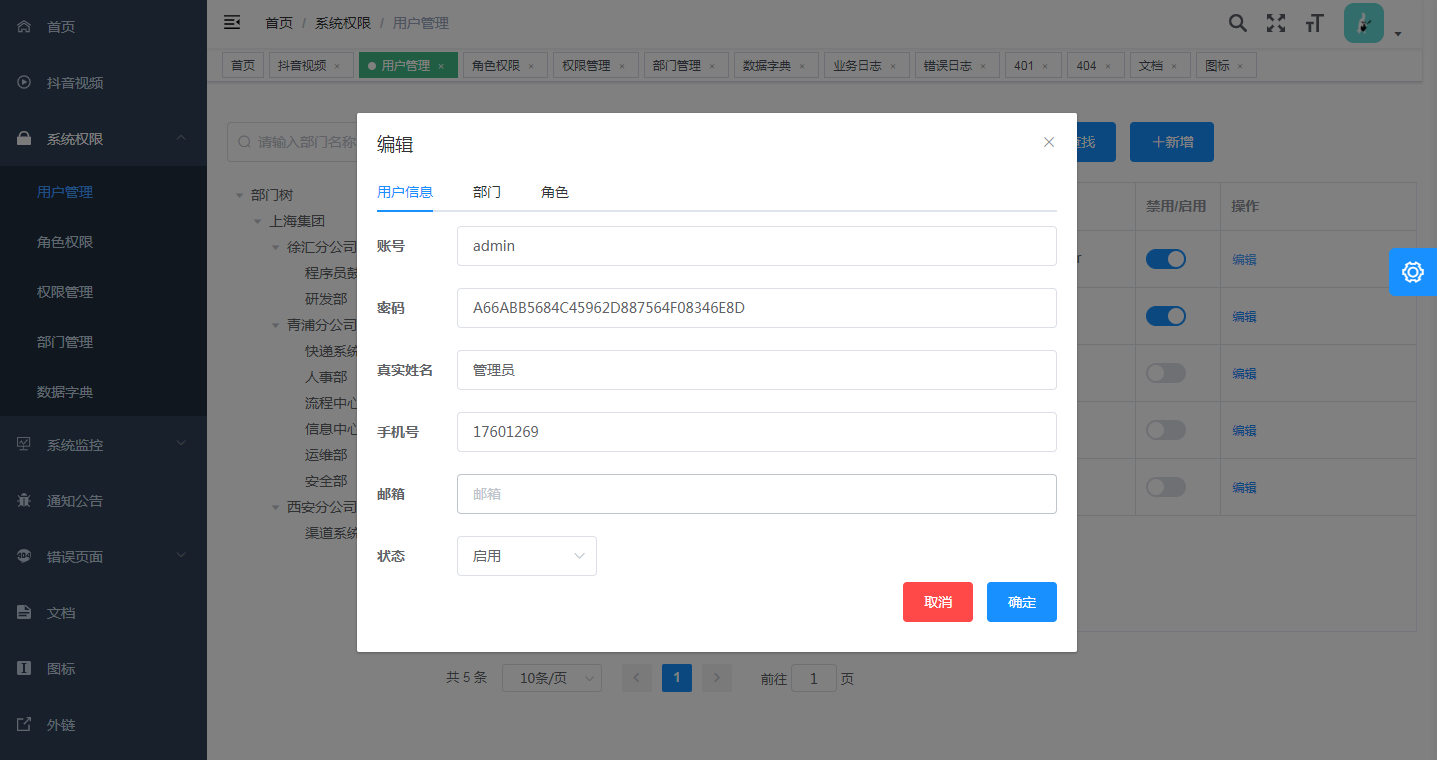 首页
抖音视频
系统权限
用户管理
角色权限
权限管理
部门管理
数据字典
系统监控
通知公告
错误页面
文档
图标
外链
首页 / 系统权限 / 用户管理
首页 抖音视频 × 用户管理 × 角色权限 × 权限管理 × 部门管理 × 数据字典 × 业务日志 × 错误日志 × 401 × 404 × 文档 × 图标 ×
请输入部门名称
找
＋新增
部门树
上海集团
徐汇分公司
程序员
研发部
青浦分公司
快递系统
人事部
流程中心
信息中心
运维部
安全部
西安分公司
渠道系统
禁用/启用 操作
r 编辑
编辑
编辑
编辑
编辑
编辑
用户信息 部门 角色
账号 admin
密码 A66ABB5684C45962D887564F08346E8D
真实姓名 管理员
手机号 17601269
邮箱 邮箱
状态 启用
取消 确定
共 5 条 10条/页 1 前往 1 页